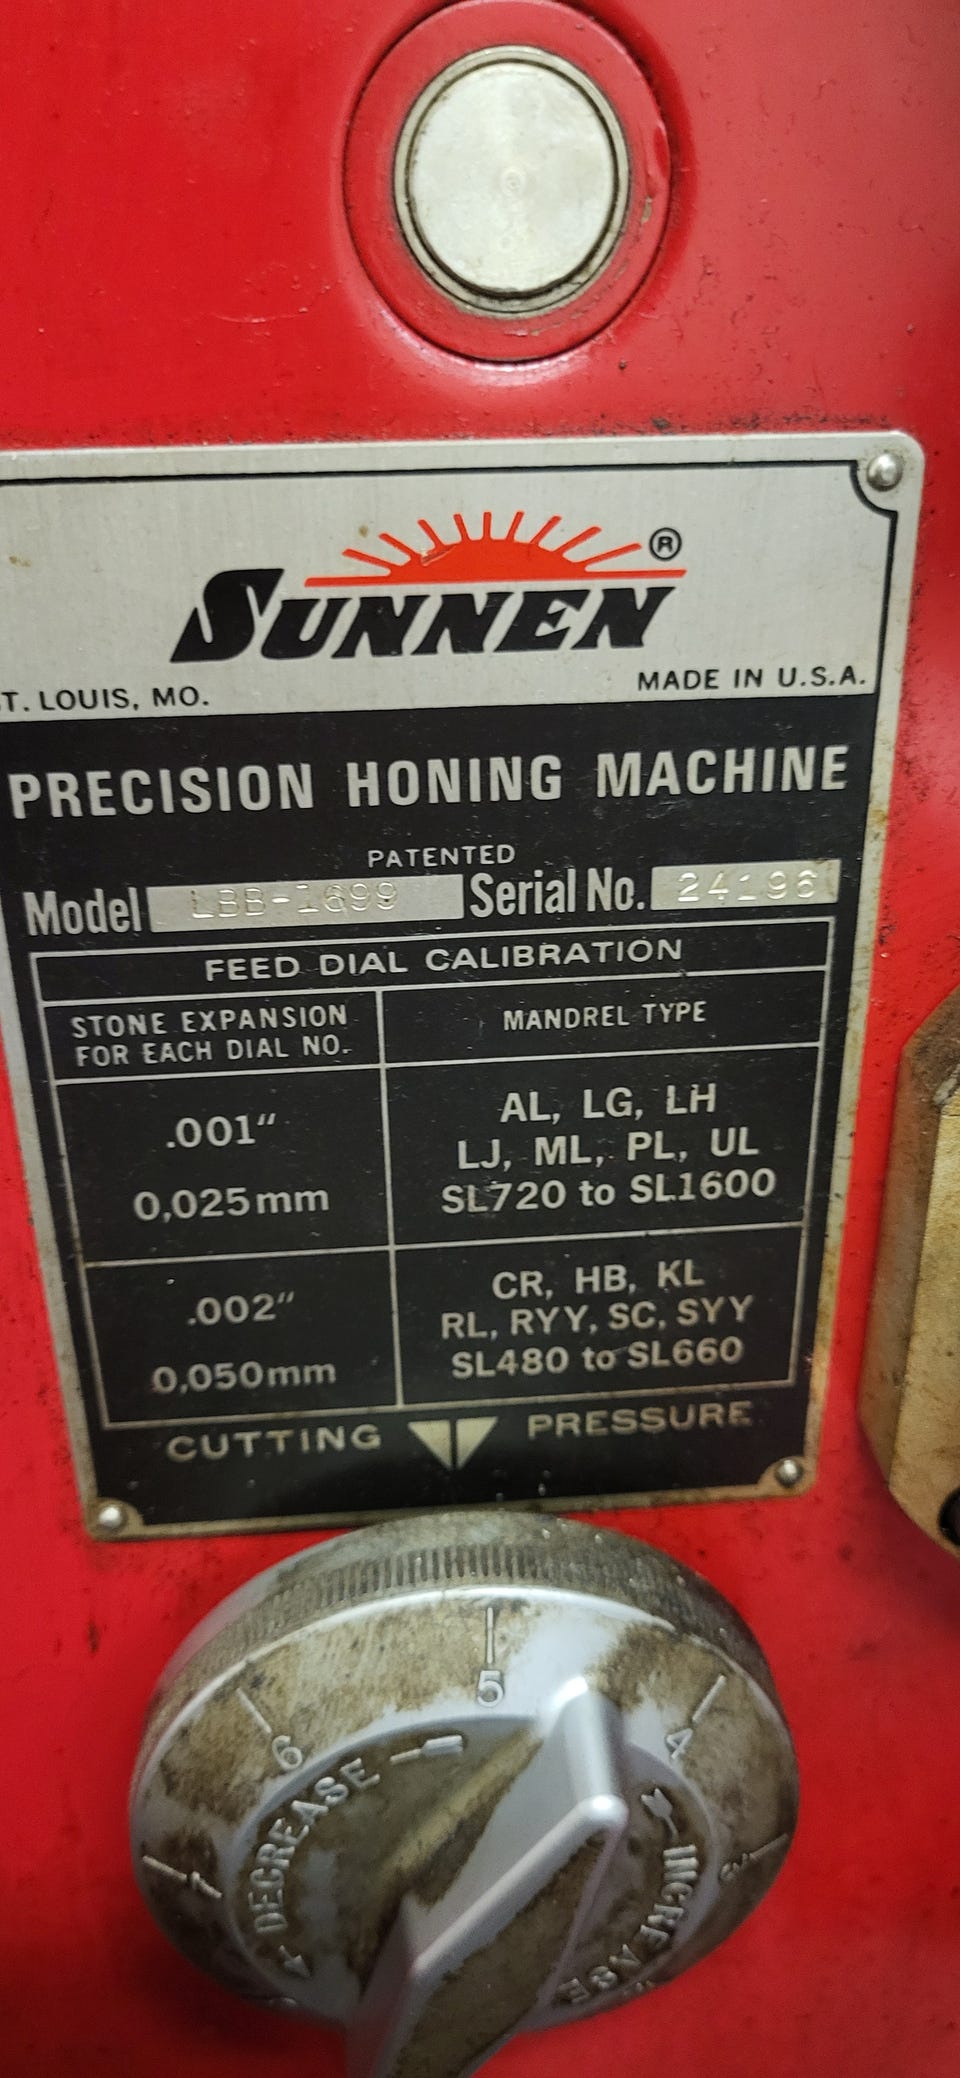 SUNNEN®
ST. LOUIS, MO. MADE IN U.S.A.
PRECISION HONING MACHINE
PATENTED
Model LBB-1699 Serial No. 24196
FEED DIAL CALIBRATION
STONE EXPANSION
FOR EACH DIAL NO.
MANDREL TYPE
.001"
0,025mm
AL, LG, LH
LJ, ML, PL, UL
SL720 to SL1600
.002"
0,050mm
CR, HB, KL
RL, RYY, SC, SYY
SL480 to SL660
CUTTING PRESSURE
7 6 5 4 3
DECREASE
INCREASE